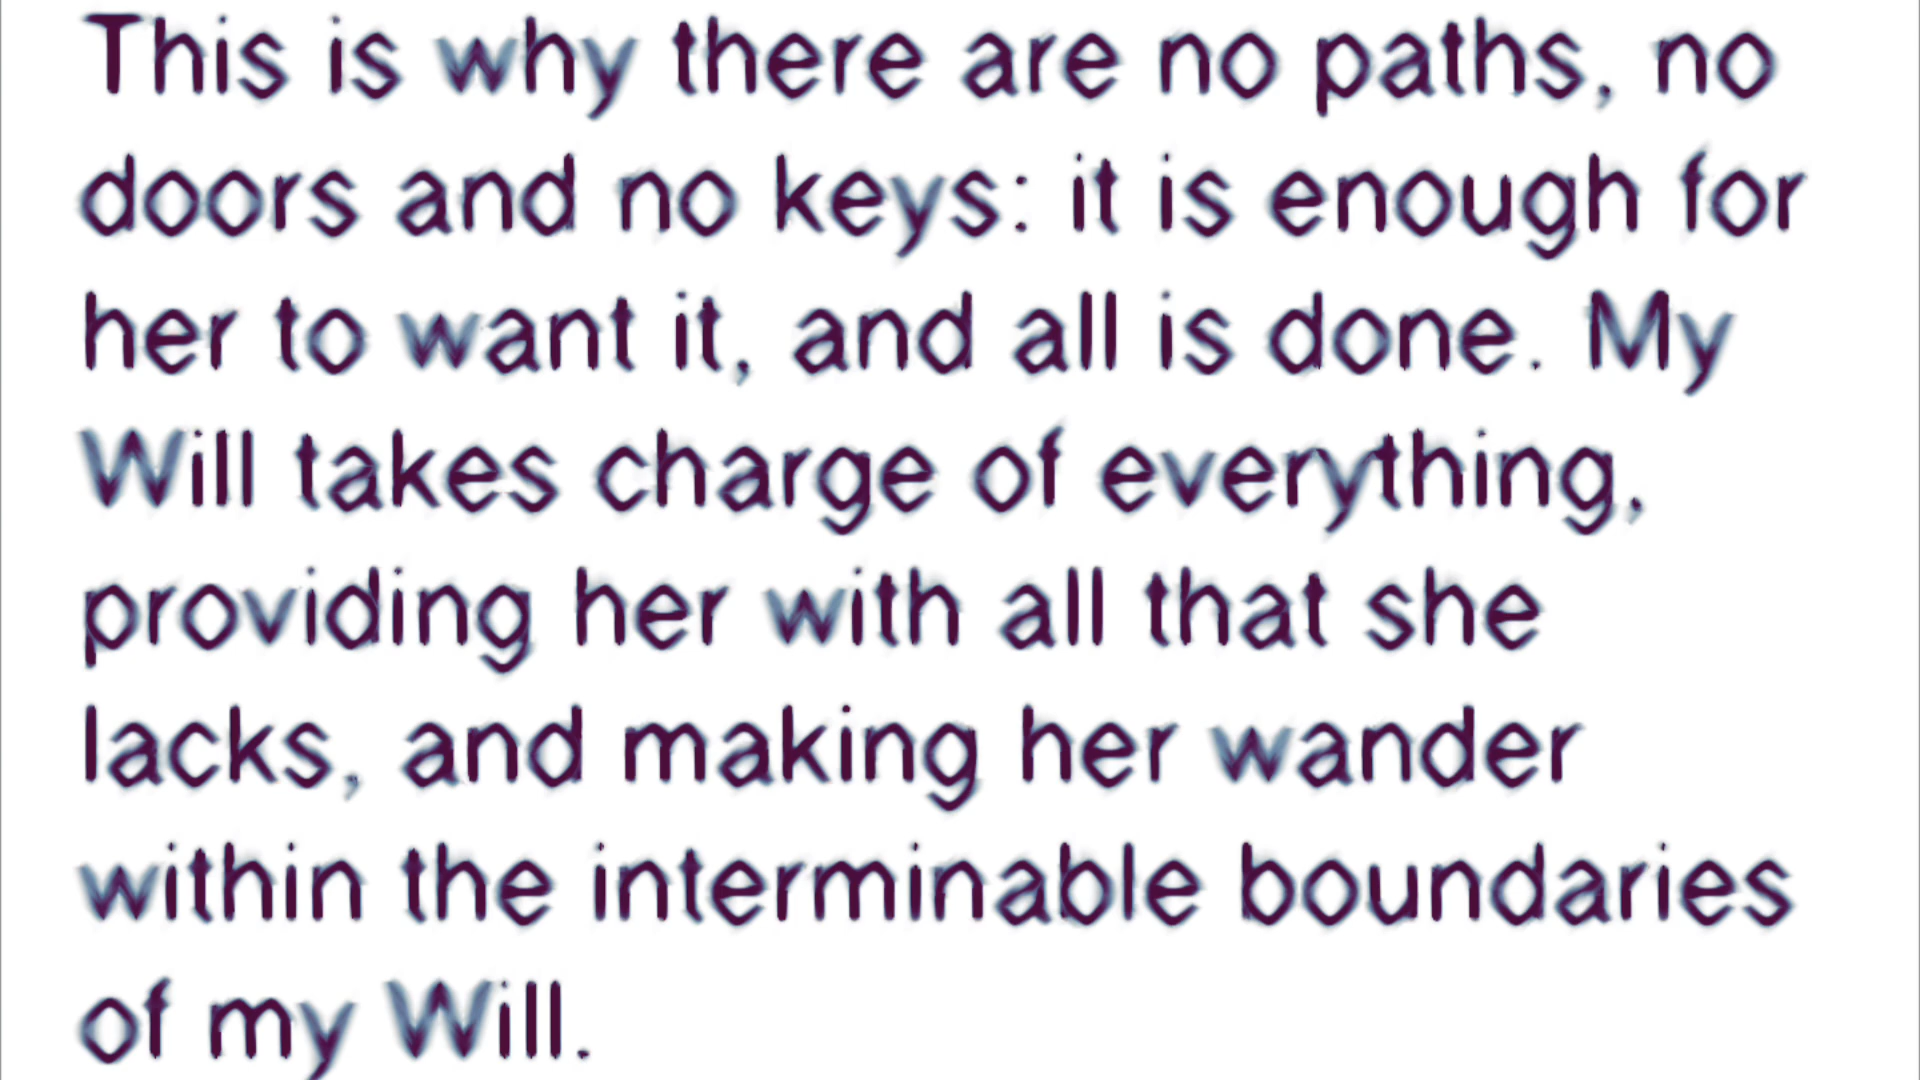 This is why there are no paths, no
doors and no keys: it is enough for
her to want it, and all is done. My
Will takes charge of everything,
providing her with all that she
lacks, and making her wander
within the interminable boundaries
of my Will.